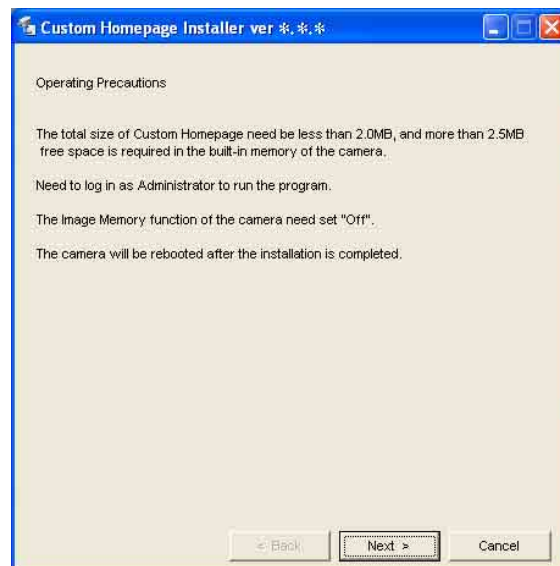 Custom Homepage Installer ver *.*.*
Operating Precautions
The total size of Custom Homepage need be less than 2.0MB, and more than 2.5MB
free space is required in the built-in memory of the camera.
Need to log in as Administrator to run the program.
The Image Memory function of the camera need set "Off".
The camera will be rebooted after the installation is completed.
< Back
Next >
Cancel